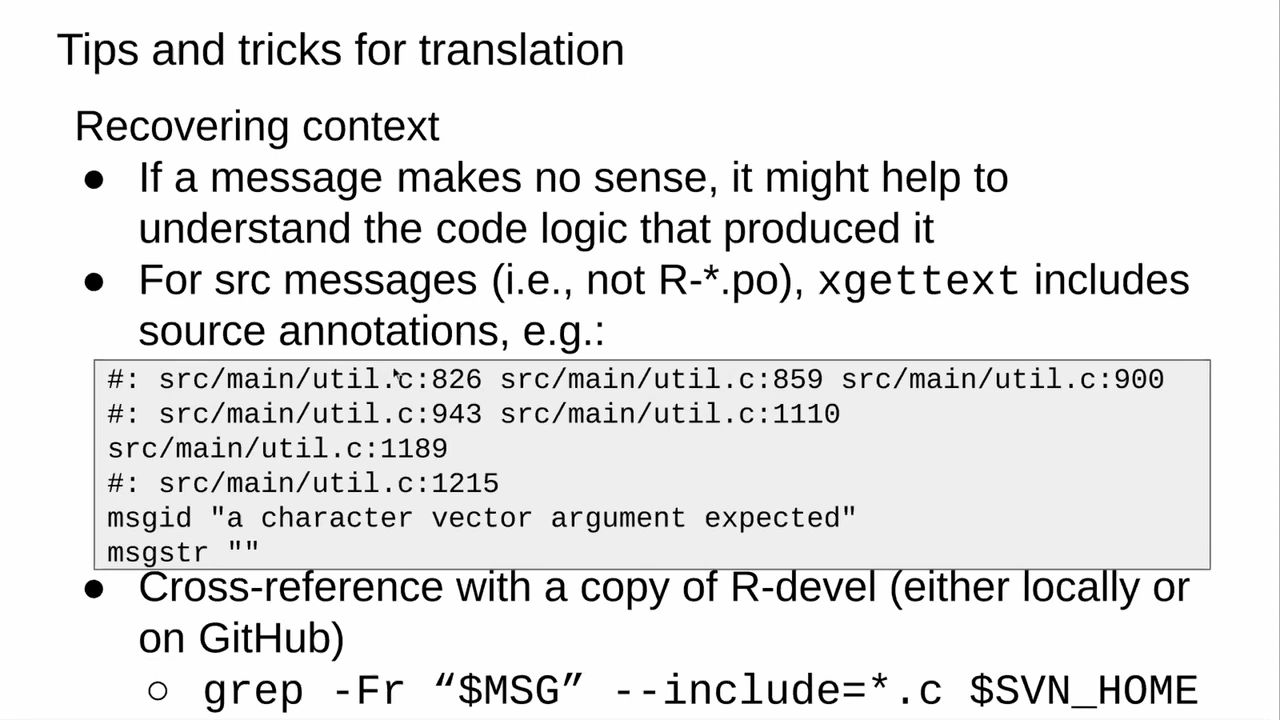 Tips and tricks for translation
Recovering context
● If a message makes no sense, it might help to
understand the code logic that produced it
● For src messages (i.e., not R-*.po), xgettext includes
source annotations, e.g.:
#: src/main/util.c:826 src/main/util.c:859 src/main/util.c:900
#: src/main/util.c:943 src/main/util.c:1110
src/main/util.c:1189
#: src/main/util.c:1215
msgid "a character vector argument expected"
msgstr ""
● Cross-reference with a copy of R-devel (either locally or
on GitHub)
○ grep -Fr “$MSG” --include=*.c $SVN_HOME